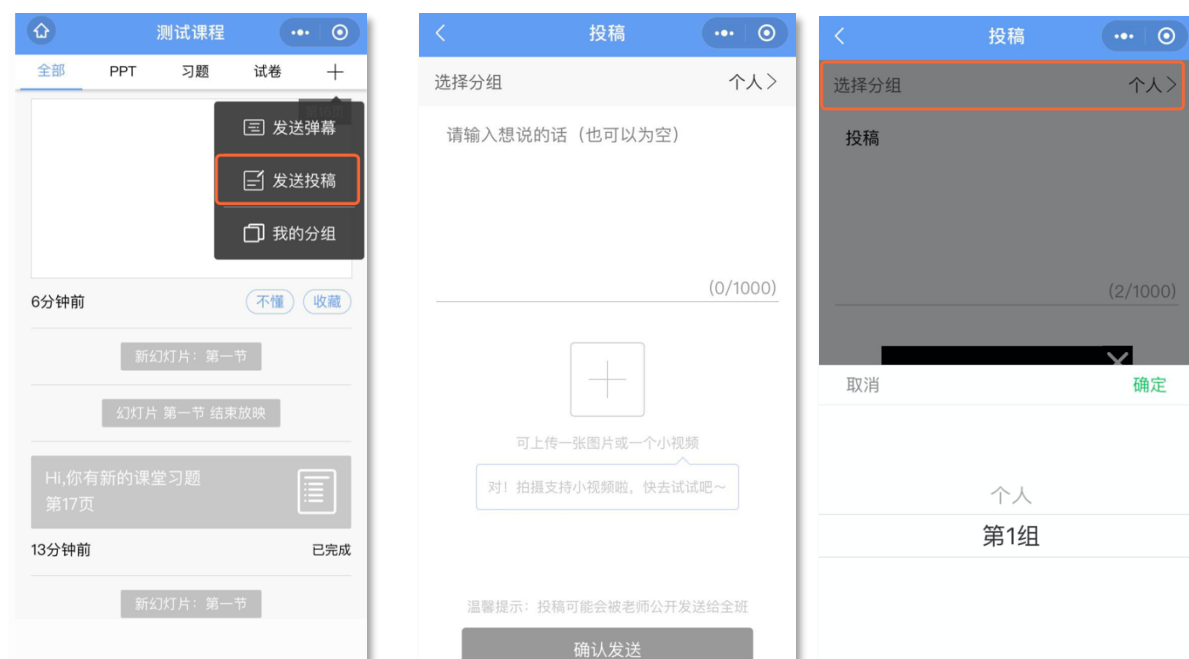 测试课程
全部 PPT 习题 试卷
发送弹幕
发送投稿
我的分组
6分钟前 不懂 收藏
新幻灯片：第一节
幻灯片 第一节 结束放映
Hi,你有新的课堂习题
第17页
13分钟前 已完成
新幻灯片：第一节
投稿
选择分组 个人
请输入想说的话（也可以为空）
(0/1000)
可上传一张图片或一个小视频
对！拍摄支持小视频啦，快去试试吧～
温馨提示：投稿可能会被老师公开发送给全班
确认发送
投稿
选择分组 个人
投稿
(2/1000)
取消 确定
个人
第1组